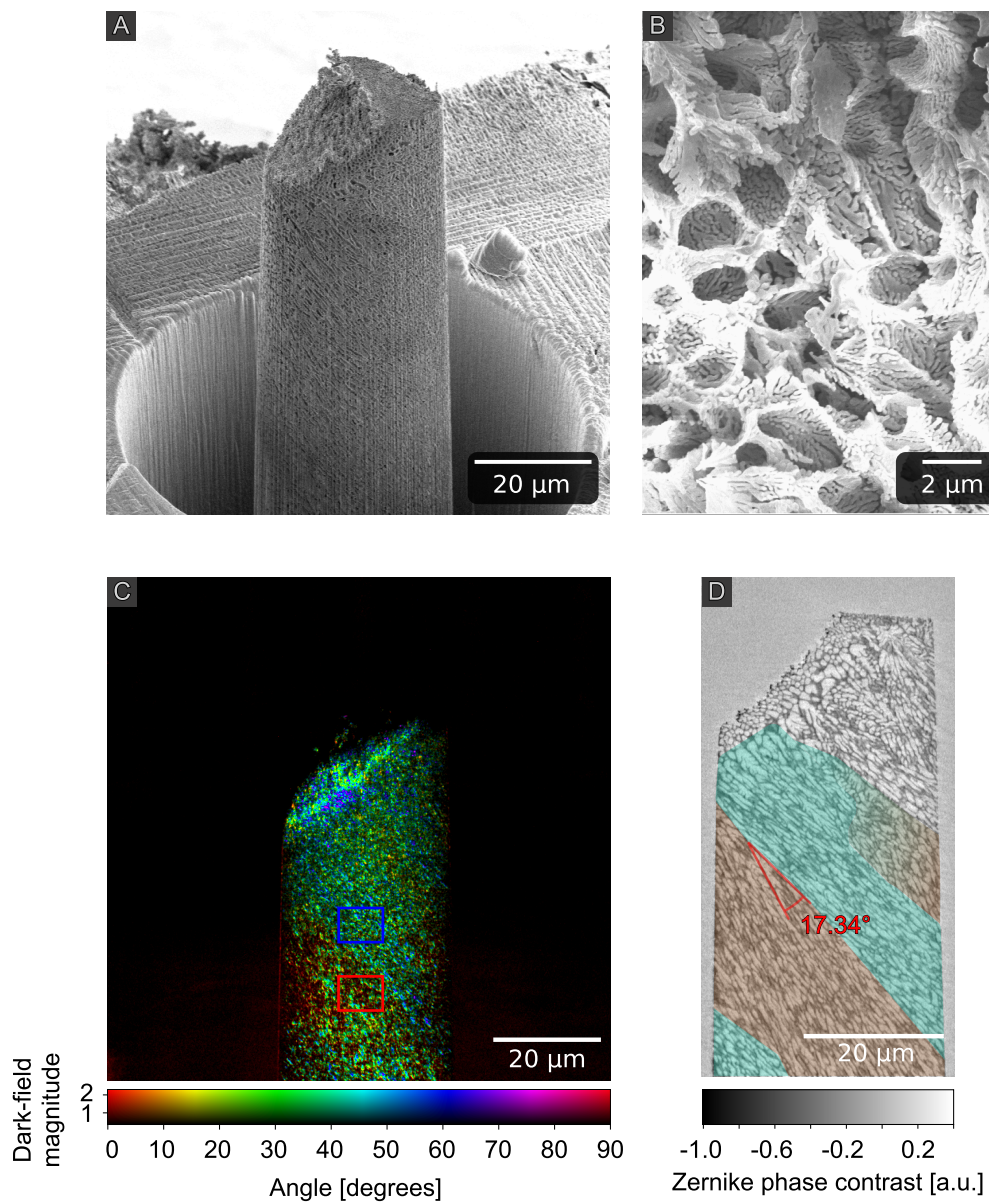 A
B
20 µm
2 µm
C
D
17.34°
20 µm
20 µm
Dark-field
magnitude
2
1
0 10 20 30 40 50 60 70 80 90
Angle [degrees]
-1.0 -0.6 -0.2 0.2
Zernike phase contrast [a.u.]